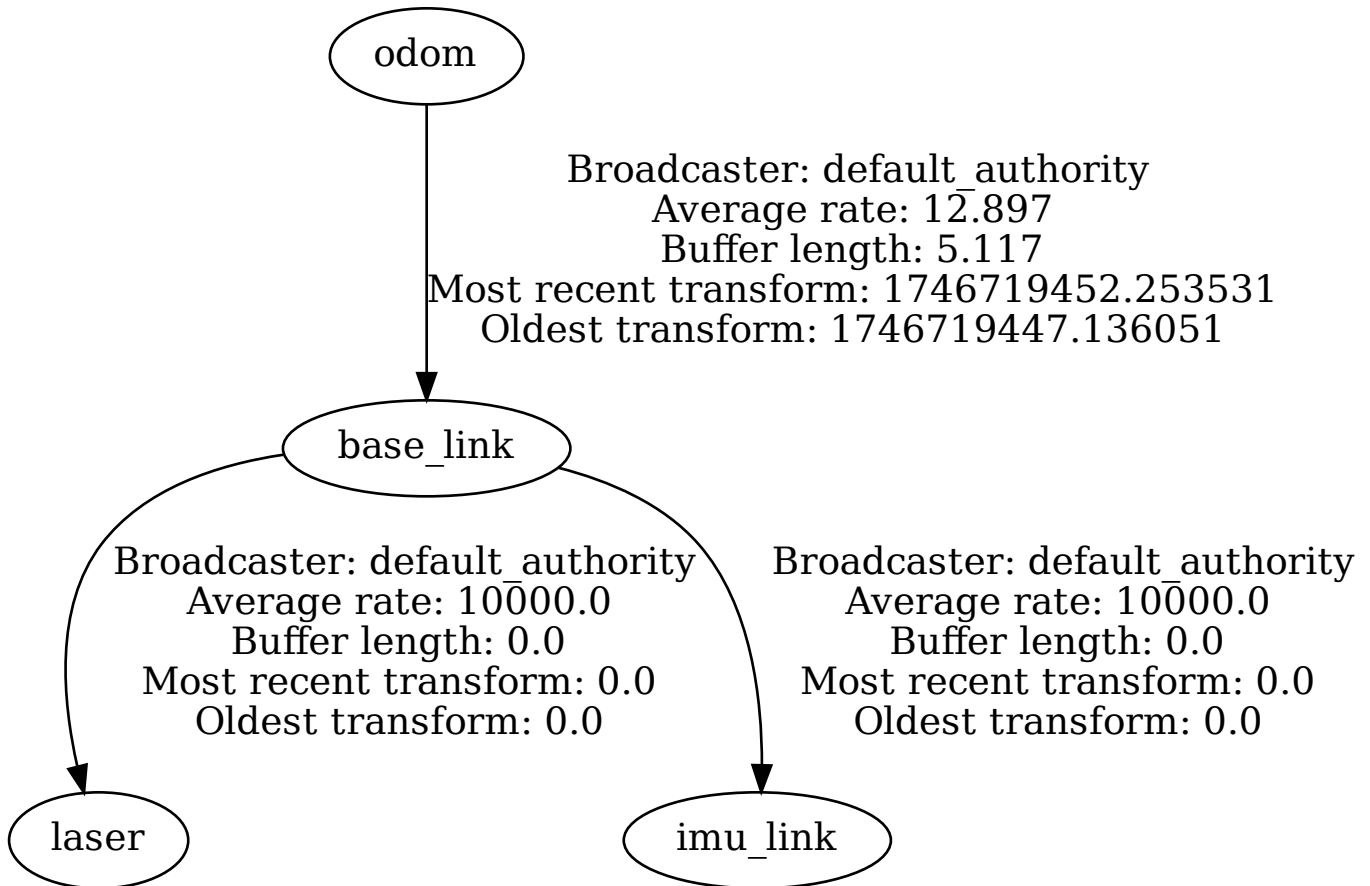 odom
Broadcaster: default_authority
Average rate: 12.897
Buffer length: 5.117
Most recent transform: 1746719452.253531
Oldest transform: 1746719447.136051
base_link
Broadcaster: default_authority
Average rate: 10000.0
Buffer length: 0.0
Most recent transform: 0.0
Oldest transform: 0.0
Broadcaster: default_authority
Average rate: 10000.0
Buffer length: 0.0
Most recent transform: 0.0
Oldest transform: 0.0
laser
imu_link